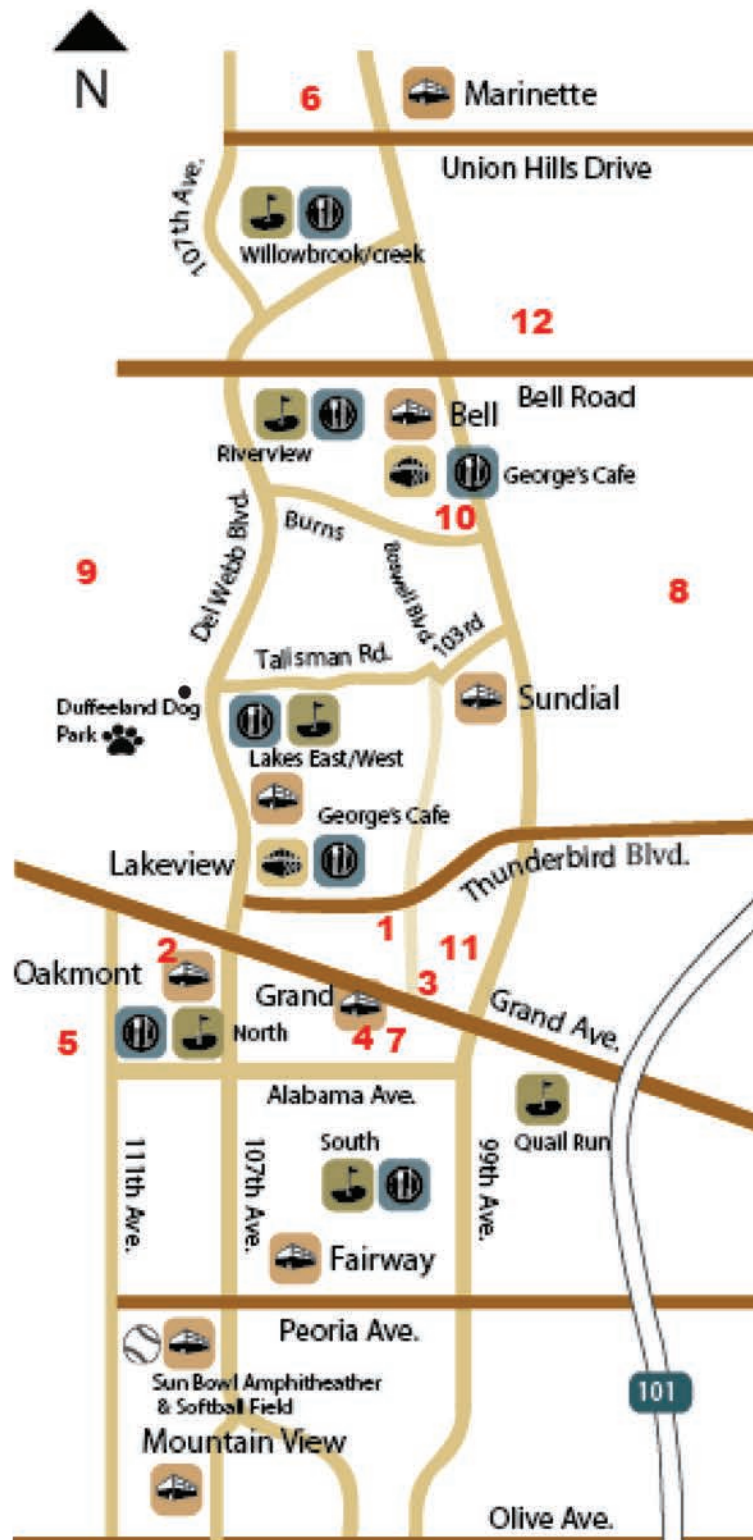 N
6
Marinette
Union Hills Drive
107th Ave.
Willowbrook/creek
12
Bell Road
Bell
Riverview
George's Cafe
10
Burns
9
Del Webb Blvd.
Boswell Blvd.
103rd
8
Talisman Rd.
Sundial
Duffeeland Dog
Park
Lakes East/West
George's Cafe
Lakeview
Thunderbird Blvd.
1
2
11
Oakmont
3
Grand
Grand Ave.
5
North
4
7
Alabama Ave.
Quail Run
111th Ave.
107th Ave.
South
99th Ave.
Fairway
Peoria Ave.
Sun Bowl Amphitheather
& Softball Field
101
Mountain View
Olive Ave.